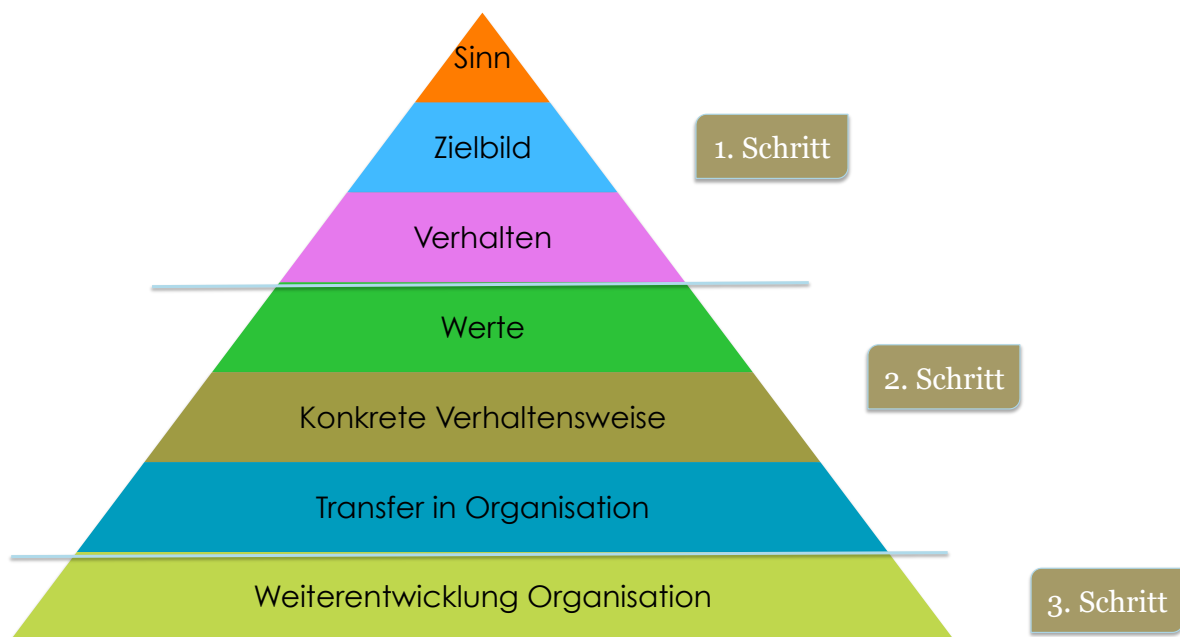 Sinn
Zielbild
1. Schritt
Verhalten
Werte
2. Schritt
Konkrete Verhaltensweise
Transfer in Organisation
Weiterentwicklung Organisation
3. Schritt